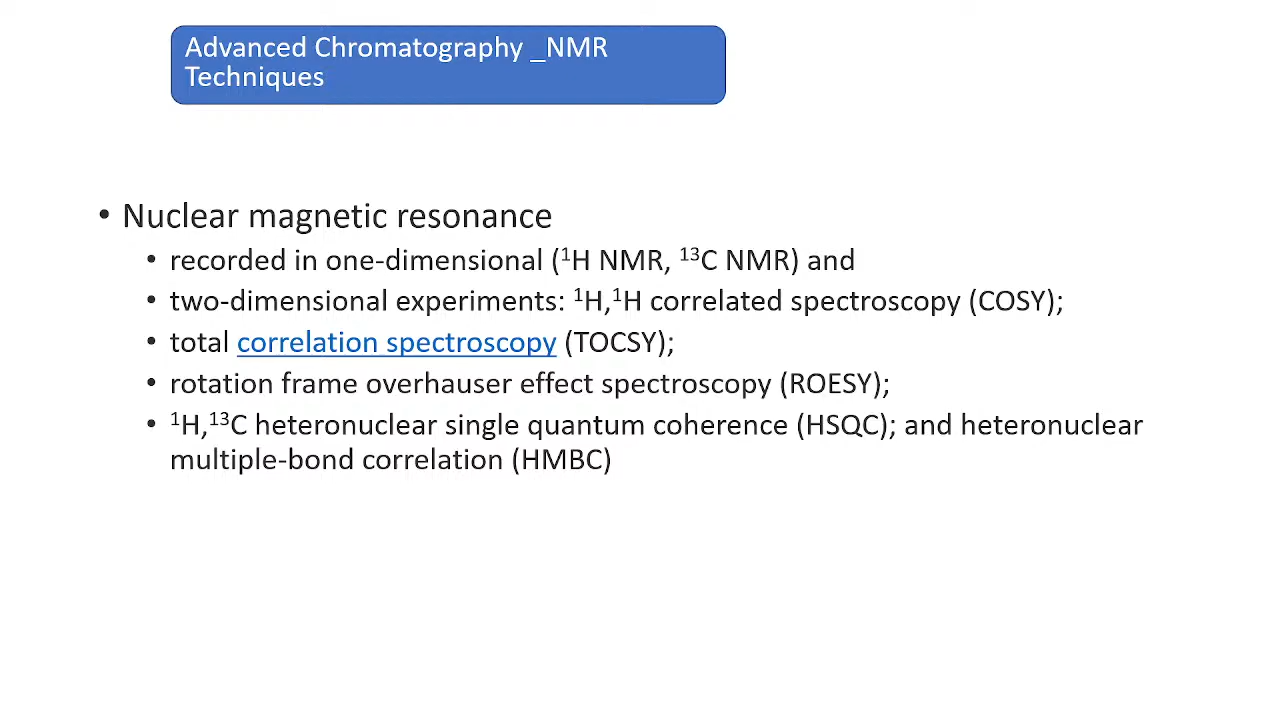 Advanced Chromatography _NMR
Techniques
• Nuclear magnetic resonance
• recorded in one-dimensional (¹H NMR, ¹³C NMR) and
• two-dimensional experiments: ¹H,¹H correlated spectroscopy (COSY);
• total correlation spectroscopy (TOCSY);
• rotation frame overhauser effect spectroscopy (ROESY);
• ¹H,¹³C heteronuclear single quantum coherence (HSQC); and heteronuclear
multiple-bond correlation (HMBC)